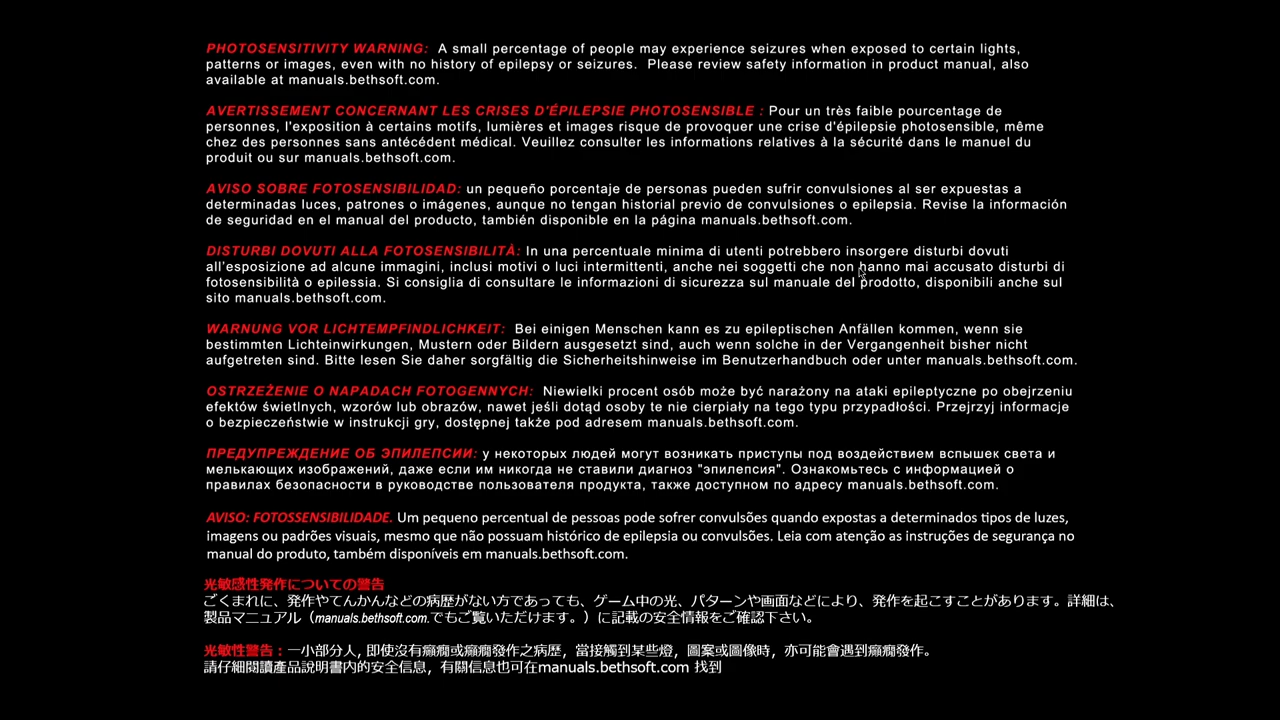 PHOTOSENSITIVITY WARNING: A small percentage of people may experience seizures when exposed to certain lights,
patterns or images, even with no history of epilepsy or seizures. Please review safety information in product manual, also
available at manuals.bethsoft.com.
AVERTISSEMENT CONCERNANT LES CRISES D'ÉPILEPSIE PHOTOSENSIBLE : Pour un très faible pourcentage de
personnes, l'exposition à certains motifs, lumières et images risque de provoquer une crise d'épilepsie photosensible, même
chez des personnes sans antécédent médical. Veuillez consulter les informations relatives à la sécurité dans le manuel du
produit ou sur manuals.bethsoft.com.
AVISO SOBRE FOTOSENSIBILIDAD: un pequeño porcentaje de personas pueden sufrir convulsiones al ser expuestas a
determinadas luces, patrones o imágenes, aunque no tengan historial previo de convulsiones o epilepsia. Revise la información
de seguridad en el manual del producto, también disponible en la página manuals.bethsoft.com.
DISTURBI DOVUTI ALLA FOTOSENSIBILITÀ: In una percentuale minima di utenti potrebbero insorgere disturbi dovuti
all'esposizione ad alcune immagini, inclusi motivi o luci intermittenti, anche nei soggetti che non hanno mai accusato disturbi di
fotosensibilità o epilessia. Si consiglia di consultare le informazioni di sicurezza sul manuale del prodotto, disponibili anche sul
sito manuals.bethsoft.com.
WARNUNG VOR LICHTEMPFINDLICHKEIT: Bei einigen Menschen kann es zu epileptischen Anfällen kommen, wenn sie
bestimmten Lichteinwirkungen, Mustern oder Bildern ausgesetzt sind, auch wenn solche in der Vergangenheit bisher nicht
aufgetreten sind. Bitte lesen Sie daher sorgfältig die Sicherheitshinweise im Benutzerhandbuch oder unter manuals.bethsoft.com.
OSTRZEŻENIE O NAPADACH FOTOGENNYCH: Niewielki procent osób może być narażony na ataki epileptyczne po obejrzeniu
efektów świetlnych, wzorów lub obrazów, nawet jeśli dotąd osoby te nie cierpiały na tego typu przypadłości. Przejrzyj informacje
o bezpieczeństwie w instrukcji gry, dostępnej także pod adresem manuals.bethsoft.com.
ПРЕДУПРЕЖДЕНИЕ ОБ ЭПИЛЕПСИИ: у некоторых людей могут возникать приступы под воздействием вспышек света и
мелькающих изображений, даже если им никогда не ставили диагноз "эпилепсия". Ознакомьтесь с информацией о
правилах безопасности в руководстве пользователя продукта, также доступном по адресу manuals.bethsoft.com.
AVISO: FOTOSSENSIBILIDADE. Um pequeno percentual de pessoas pode sofrer convulsões quando expostas a determinados tipos de luzes,
imagens ou padrões visuais, mesmo que não possuam histórico de epilepsia ou convulsões. Leia com atenção as instruções de segurança no
manual do produto, também disponíveis em manuals.bethsoft.com.
光敏感性発作についての警告
ごくまれに、発作やてんかんなどの病歴がない方であっても、ゲーム中の光、パターンや画面などにより、発作を起こすことがあります。詳細は、
製品マニュアル（manuals.bethsoft.com.でもご覧いただけます。）に記載の安全情報をご確認下さい。
光敏性警告：一小部分人, 即使沒有癲癇或癲癇發作之病歷，當接觸到某些燈，圖案或圖像時，亦可能會遇到癲癇發作。
請仔細閱讀產品說明書內的安全信息，有關信息也可在manuals.bethsoft.com 找到